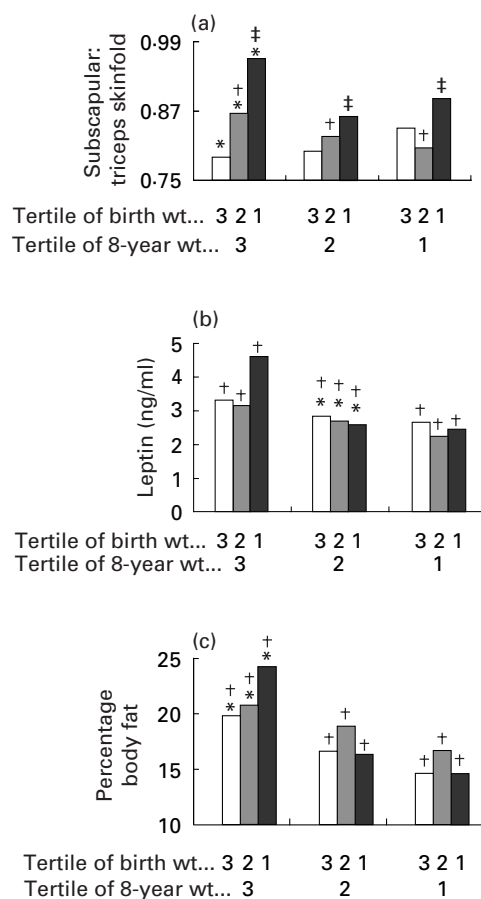 (a)
‡
0·99
† *
‡
‡
Subscapular:
triceps skinfold
0·87
*
*
†
†
0·75
Tertile of birth wt... 3 2 1 3 2 1 3 2 1
Tertile of 8-year wt... 3 2 1
(b)
5
†
Leptin (ng/ml)
4
† †
† † †
* * *
† † †
3
2
1
0
Tertile of birth wt... 3 2 1 3 2 1 3 2 1
Tertile of 8-year wt... 3 2 1
(c)
† † †
* * *
25
Percentage
body fat
20
† † †
† † †
15
10
Tertile of birth wt... 3 2 1 3 2 1 3 2 1
Tertile of 8-year wt... 3 2 1